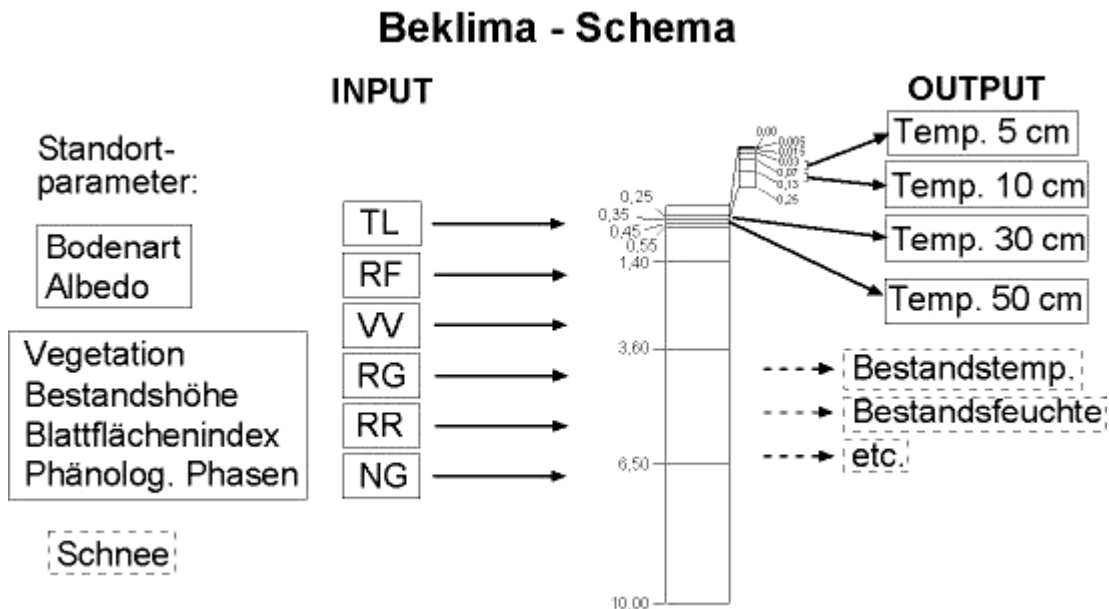 Beklima - Schema
INPUT
OUTPUT
Standort-
parameter:
Bodenart
Albedo
Vegetation
Bestandshöhe
Blattflächenindex
Phänolog. Phasen
Schnee
TL
RF
VV
RG
RR
NG
0,00
0,005
0,015
0,03
0,07
0,13
0,25
0,25
0,35
0,45
0,55
1,40
3,60
6,50
10.00
Temp. 5 cm
Temp. 10 cm
Temp. 30 cm
Temp. 50 cm
Bestandstemp.
Bestandsfeuchte
etc.